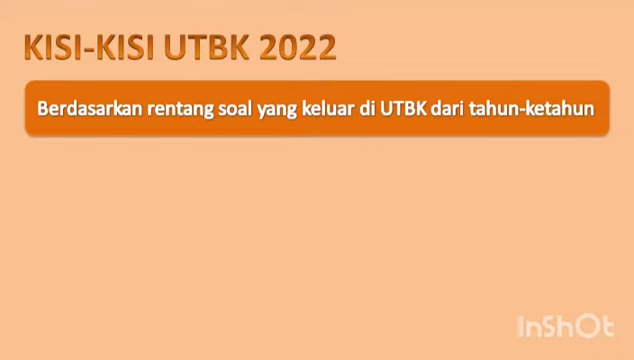 KISI-KISI UTBK 2022
Berdasarkan rentang soal yang keluar di UTBK dari tahun-ketahun
InShOt